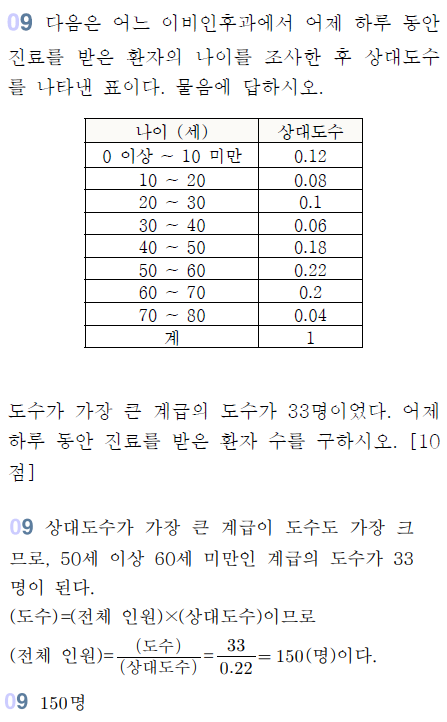 09 다음은 어느 이비인후과에서 어제 하루 동안
진료를 받은 환자의 나이를 조사한 후 상대도수
를 나타낸 표이다. 물음에 답하시오.
나이 (세) 상대도수
0 이상 ~ 10 미만 0.12
10 ~ 20 0.08
20 ~ 30 0.1
30 ~ 40 0.06
40 ~ 50 0.18
50 ~ 60 0.22
60 ~ 70 0.2
70 ~ 80 0.04
계 1
도수가 가장 큰 계급의 도수가 33명이었다. 어제
하루 동안 진료를 받은 환자 수를 구하시오. [10
점]
09 상대도수가 가장 큰 계급이 도수도 가장 크
므로, 50세 이상 60세 미만인 계급의 도수가 33
명이 된다.
(도수)=(전체 인원)×(상대도수)이므로
(전체 인원)=(도수)/(상대도수)=33/0.22=150(명)이다.
09 150명